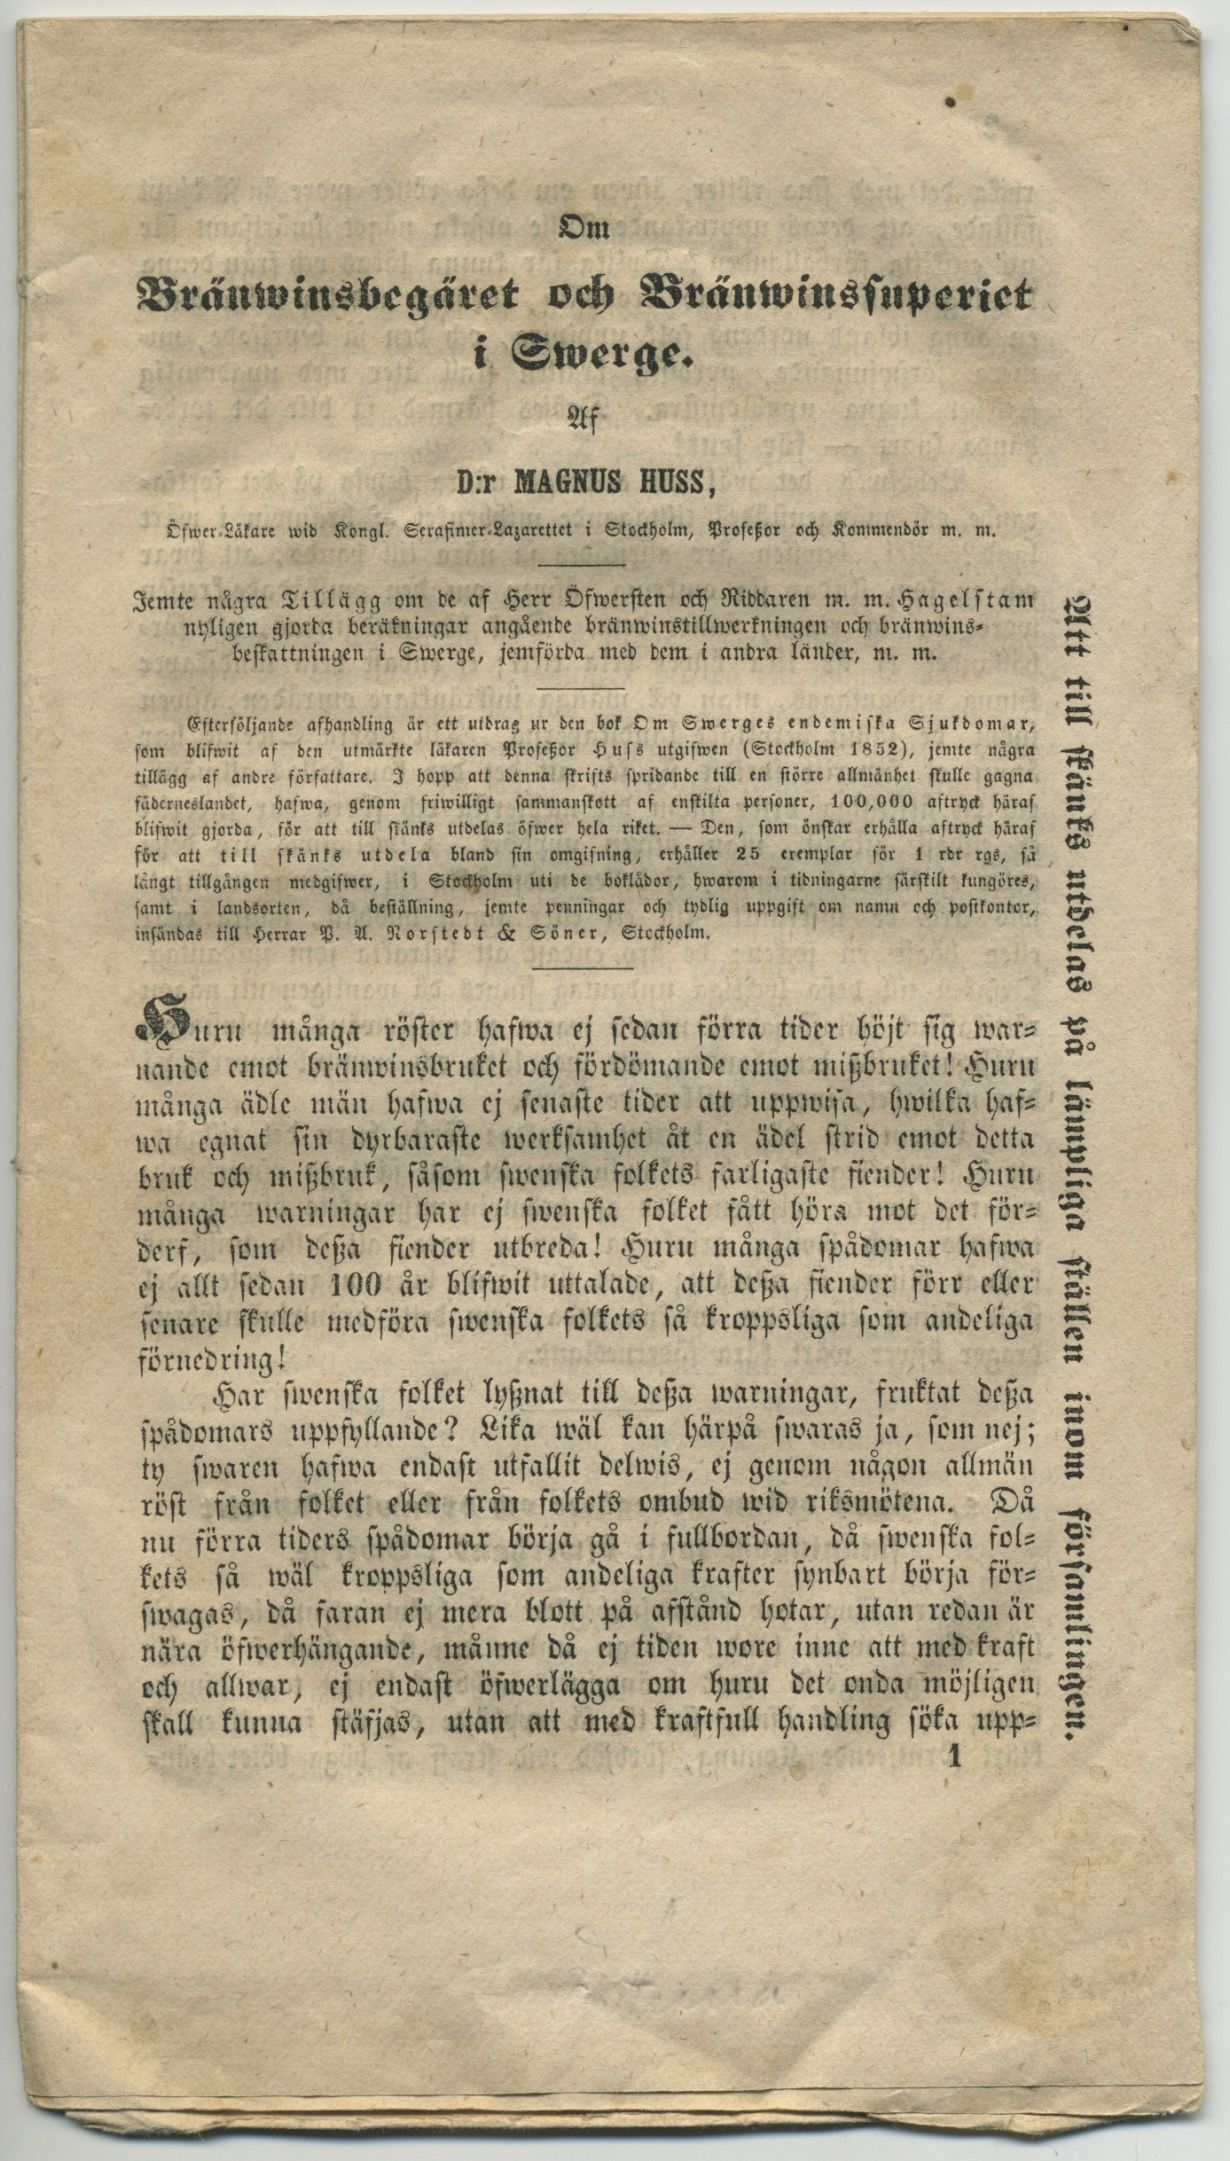 Om
Bränwinsbegäret och Bränwinssuperiet
i Swerge.
Af
D:r MAGNUS HUSS,
Öfwer-Läkare wid Kongl. Serafimer-Lazarettet i Stockholm, Profeßor och Kommendör m. m.
Jemte några Tillägg om de af Herr Öfwersten och Riddaren m. m. Hagelstam
nyligen gjorda beräkningar angående bränwinstillwerkningen och bränwins-
beskattningen i Swerge, jemförda med dem i andra länder, m. m.
Efterföljande afhandling är ett utdrag ur den bok Om Swerges endemiska Sjukdomar,
som blifwit af den utmärkte läkaren Profeßor Huss utgifwen (Stockholm 1852), jemte några
tillägg af andre författare. I hopp att denna skrifts spridande till en större allmänhet skulle gagna
fäderneslandet, hafwa, genom friwilligt sammanskott af enskilta personer, 100,000 aftryck häraf
blifwit gjorda, för att till skänks utdelas öfwer hela riket. — Den, som önskar erhålla aftryck häraf
för att till skänks utdela bland sin omgifning, erhåller 25 exemplar för 1 rdr rgs, så
långt tillgången medgifwer, i Stockholm uti de boklådor, hwarom i tidningarne särskilt kungöres,
samt i landsorten, då beställning, jemte penningar och tydlig uppgift om namn och postkontor,
insändas till Herrar P. A. Norstedt & Söner, Stockholm.
Huru många röster hafwa ej sedan förra tider höjt sig war-
nande emot bränwinsbruket och fördömande emot mißbruket! Huru
många ädle män hafwa ej senaste tider att uppwisa, hwilka haf-
wa egnat sin dyrbaraste werksamhet åt en ädel strid emot detta
bruk och mißbruk, såsom swenska folkets farligaste fiender! Huru
många warningar har ej swenska folket fått höra mot det för-
derf, som deßa fiender utbreda! Huru många spådomar hafwa
ej allt sedan 100 år blifwit uttalade, att deßa fiender förr eller
senare skulle medföra swenska folkets så kroppsliga som andeliga
förnedring!
Har swenska folket lyßnat till deßa warningar, fruktat deßa
spådomars uppfyllande? Lika wäl kan härpå swaras ja, som nej;
ty swaren hafwa endast utfallit delwis, ej genom någon allmän
röst från folket eller från folkets ombud wid riksmötena. Då
nu förra tiders spådomar börja gå i fullbordan, då swenska fol-
kets så wäl kroppsliga som andeliga krafter synbart börja för-
swagas, då faran ej mera blott på afstånd hotar, utan redan är
nära öfwerhängande, månne då ej tiden wore inne att med kraft
och allwar, ej endast öfwerlägga om huru det onda möjligen
skall kunna stäfjas, utan att med kraftfull handling söka upp-
1
Att till skänks utdelas på lämpliga ställen inom församlingen.